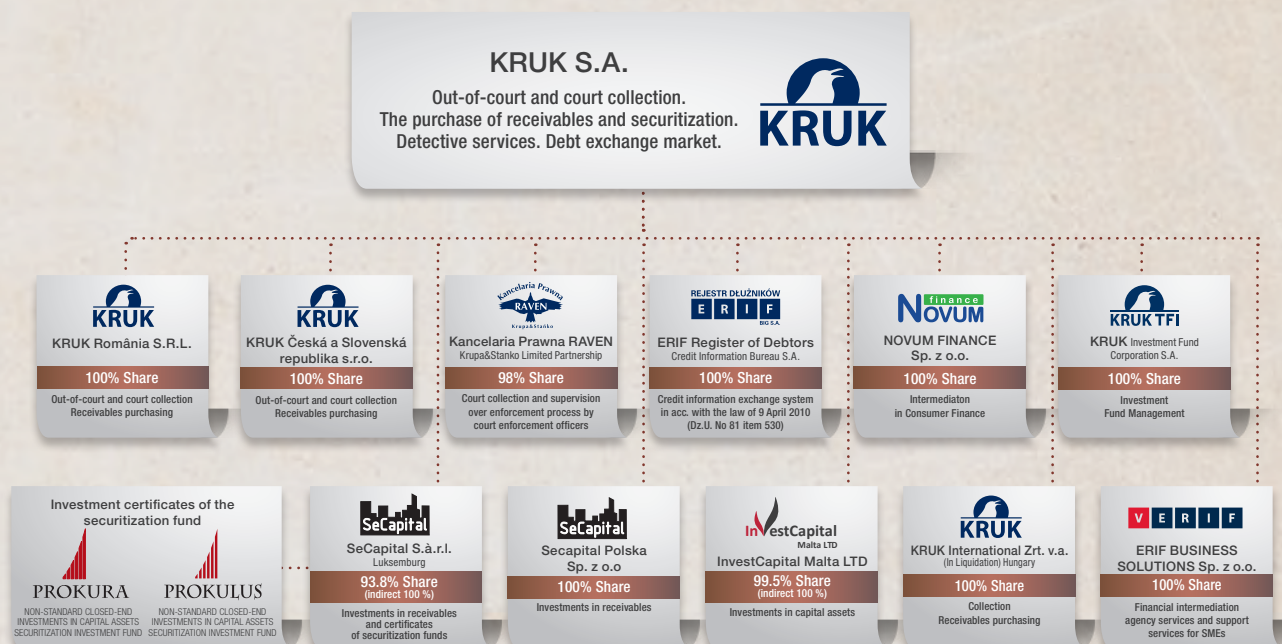 KRUK S.A.
Out-of-court and court collection.
The purchase of receivables and securitization.
Detective services. Debt exchange market.
KRUK
KRUK
KRUK România S.R.L.
100% Share
Out-of-court and court collection
Receivables purchasing
KRUK
KRUK Česká a Slovenská
republika s.r.o.
100% Share
Out-of-court and court collection
Receivables purchasing
Kancelaria Prawna
RAVEN
Krupa&Stańko
Kancelaria Prawna RAVEN
Krupa&Stanko Limited Partnership
98% Share
Court collection and supervision
over enforcement process by
court enforcement officers
REJESTR DŁUŻNIKÓW
ERIF
BIG S.A.
ERIF Register of Debtors
Credit Information Bureau S.A.
100% Share
Credit information exchange system
in acc. with the law of 9 April 2010
(Dz.U. No 81 item 530)
finance
NOVUM
NOVUM FINANCE
Sp. z o.o.
100% Share
Intermediaton
in Consumer Finance
KRUK TFI
KRUK Investment Fund
Corporation S.A.
100% Share
Investment
Fund Management
Investment certificates of the
securitization fund
PROKURA
NON-STANDARD CLOSED-END
INVESTMENTS IN CAPITAL ASSETS
SECURITIZATION INVESTMENT FUND
PROKULUS
NON-STANDARD CLOSED-END
INVESTMENTS IN CAPITAL ASSETS
SECURITIZATION INVESTMENT FUND
SeCapital
SeCapital S.à.r.l.
Luksemburg
93.8% Share
(indirect 100 %)
Investments in receivables
and certificates
of securitization funds
SeCapital
Secapital Polska
Sp. z o.o
100% Share
Investments in receivables
InvestCapital
Malta LTD
InvestCapital Malta LTD
99.5% Share
(indirect 100 %)
Investments in capital assets
KRUK
KRUK International Zrt. v.a.
(In Liquidation) Hungary
100% Share
Collection
Receivables purchasing
VERIF
ERIF BUSINESS
SOLUTIONS Sp. z o.o.
100% Share
Financial intermediation
agency services and support
services for SMEs